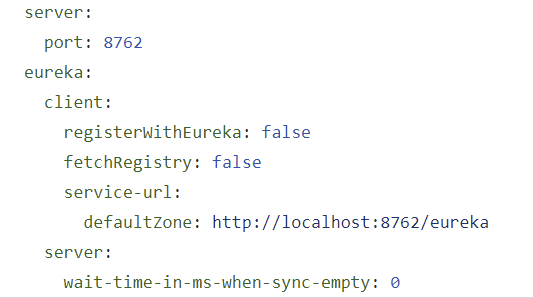 server:
  port: 8762
eureka:
  client:
    registerWithEureka: false
    fetchRegistry: false
    service-url:
      defaultZone: http://localhost:8762/eureka
  server:
    wait-time-in-ms-when-sync-empty: 0